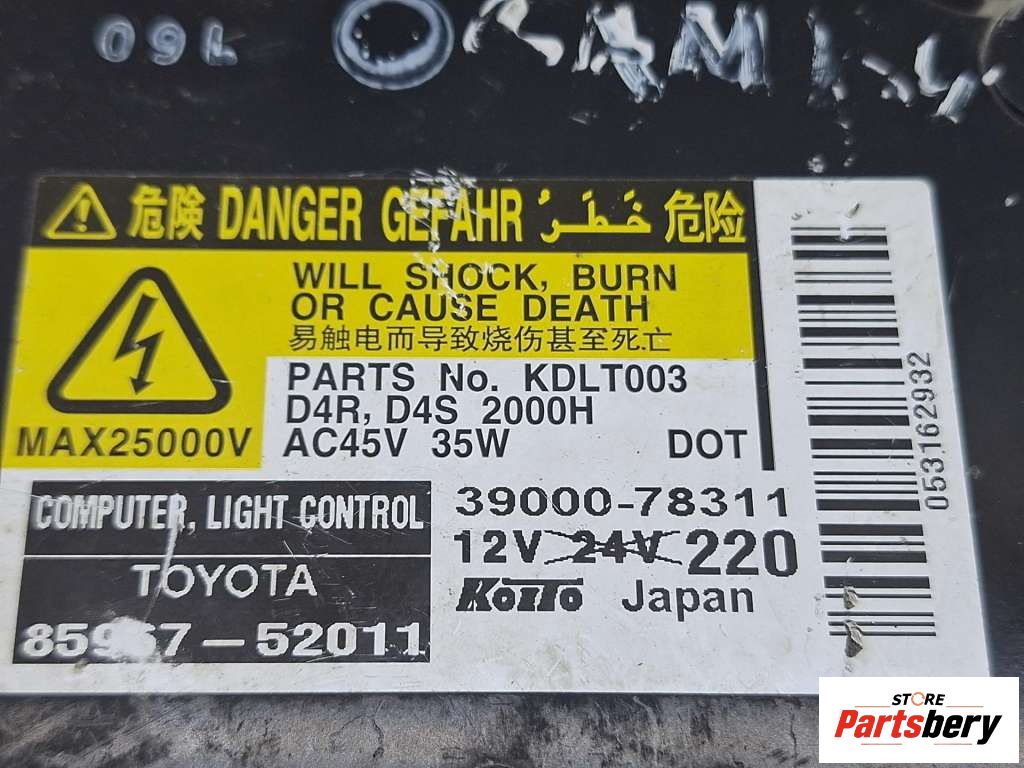 160
危険 DANGER GEFAHR خَطَرُ 危险
WILL SHOCK, BURN
OR CAUSE DEATH
易触电而导致烧伤甚至死亡
MAX25000V
PARTS No. KDLT003
D4R, D4S 2000H
AC45V 35W DOT
COMPUTER, LIGHT CONTROL
TOYOTA
85967-52011
39000-78311
12V 24V 220
KOITO Japan
053162932
STORE
Partsbery